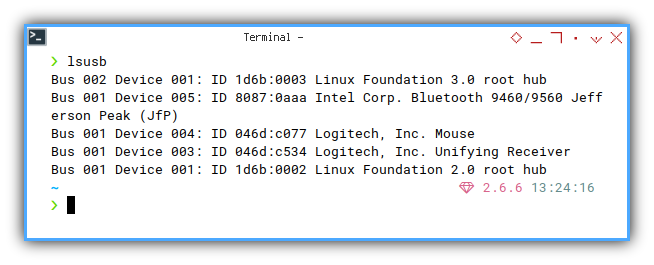 Terminal -
❯ lsusb
Bus 002 Device 001: ID 1d6b:0003 Linux Foundation 3.0 root hub
Bus 001 Device 005: ID 8087:0aaa Intel Corp. Bluetooth 9460/9560 Jeff
erson Peak (JfP)
Bus 001 Device 004: ID 046d:c077 Logitech, Inc. Mouse
Bus 001 Device 003: ID 046d:c534 Logitech, Inc. Unifying Receiver
Bus 001 Device 001: ID 1d6b:0002 Linux Foundation 2.0 root hub
~ 2.6.6 13:24:16
❯